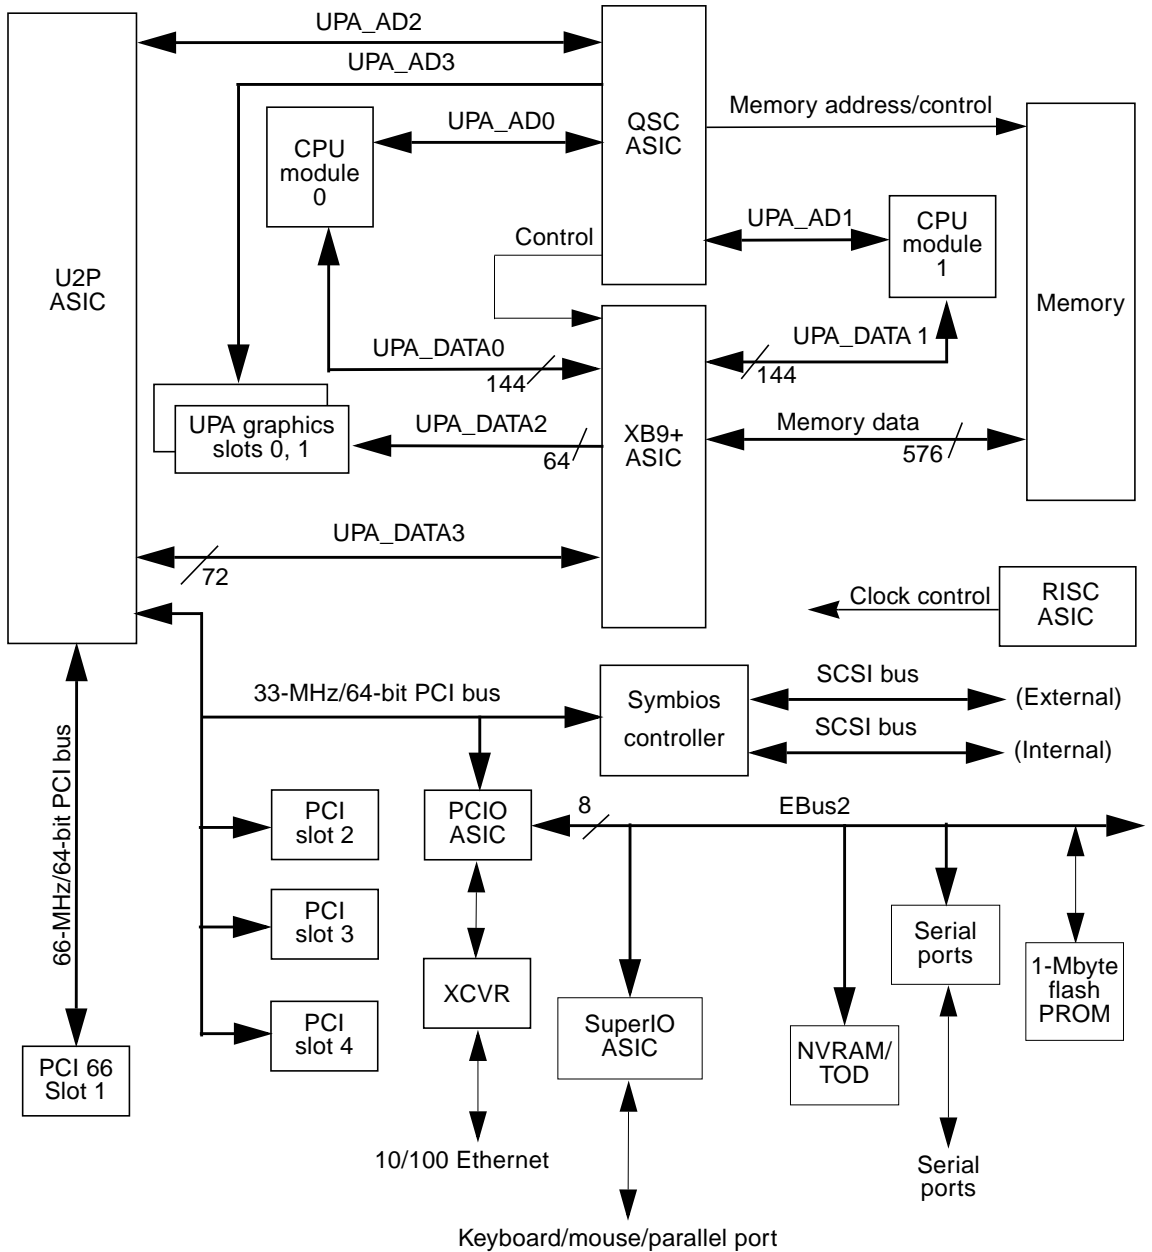 UPA_AD2
UPA_AD3
UPA_AD0
QSC
ASIC
Memory address/control
CPU
module
0
UPA_AD1
CPU
module
1
Control
U2P
ASIC
Memory
UPA_DATA0
144
UPA_DATA 1
144
UPA graphics
slots 0, 1
UPA_DATA2
64
XB9+
ASIC
Memory data
576
UPA_DATA3
72
Clock control
RISC
ASIC
33-MHz/64-bit PCI bus
Symbios
controller
SCSI bus
(External)
SCSI bus
(Internal)
66-MHz/64-bit PCI bus
PCI
slot 2
PCIO
ASIC
8
EBus2
PCI
slot 3
XCVR
Serial
ports
1-Mbyte
flash
PROM
SuperIO
ASIC
PCI
slot 4
NVRAM/
TOD
PCI 66
Slot 1
10/100 Ethernet
Serial
ports
Keyboard/mouse/parallel port